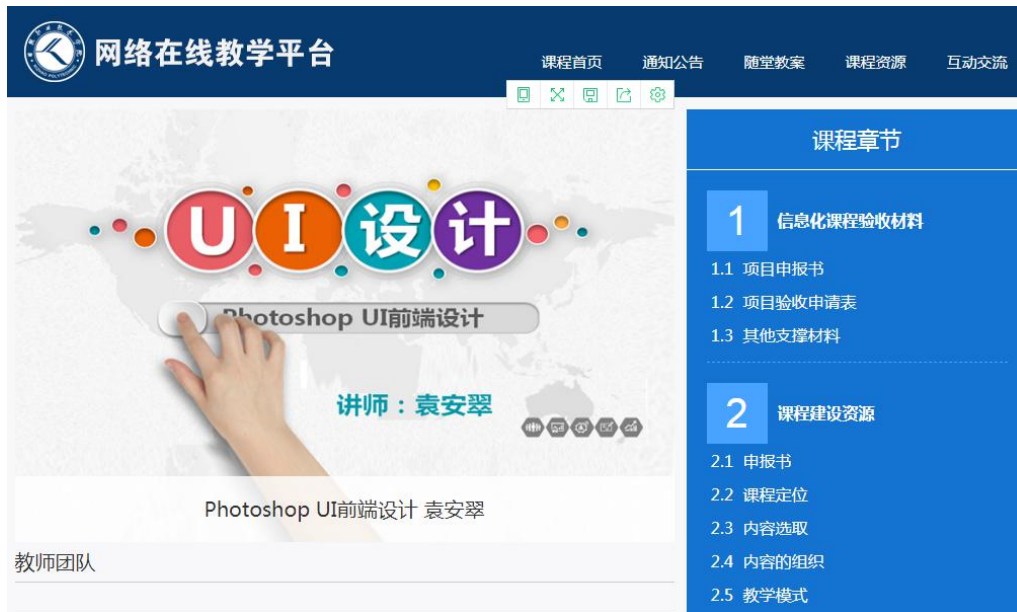 网络在线教学平台
课程首页 通知公告 随堂教案 课程资源 互动交流
UI设计
Photoshop UI前端设计
讲师：袁安翠
Photoshop UI前端设计 袁安翠
教师团队
课程章节
1 信息化课程验收材料
1.1 项目申报书
1.2 项目验收申请表
1.3 其他支撑材料
2 课程建设资源
2.1 申报书
2.2 课程定位
2.3 内容选取
2.4 内容的组织
2.5 教学模式